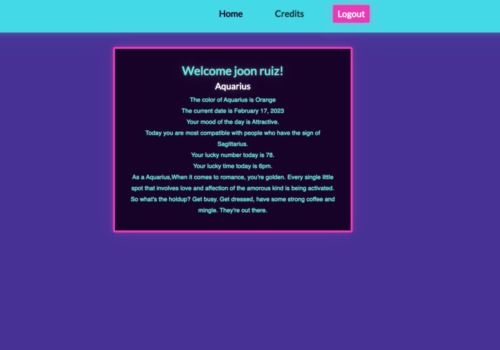 Home Credits Logout
Welcome joon ruiz!
Aquarius
The color of Aquarius is Orange
The current date is February 17, 2023
Your mood of the day is Attractive.
Today you are most compatible with people who have the sign of
Sagittarius.
Your lucky number today is 78.
Your lucky time today is 6pm.
As a Aquarius,When it comes to romance, you're golden. Every single little
spot that involves love and affection of the amorous kind is being activated.
So what's the holdup? Get busy. Get dressed, have some strong coffee and
mingle. They're out there.